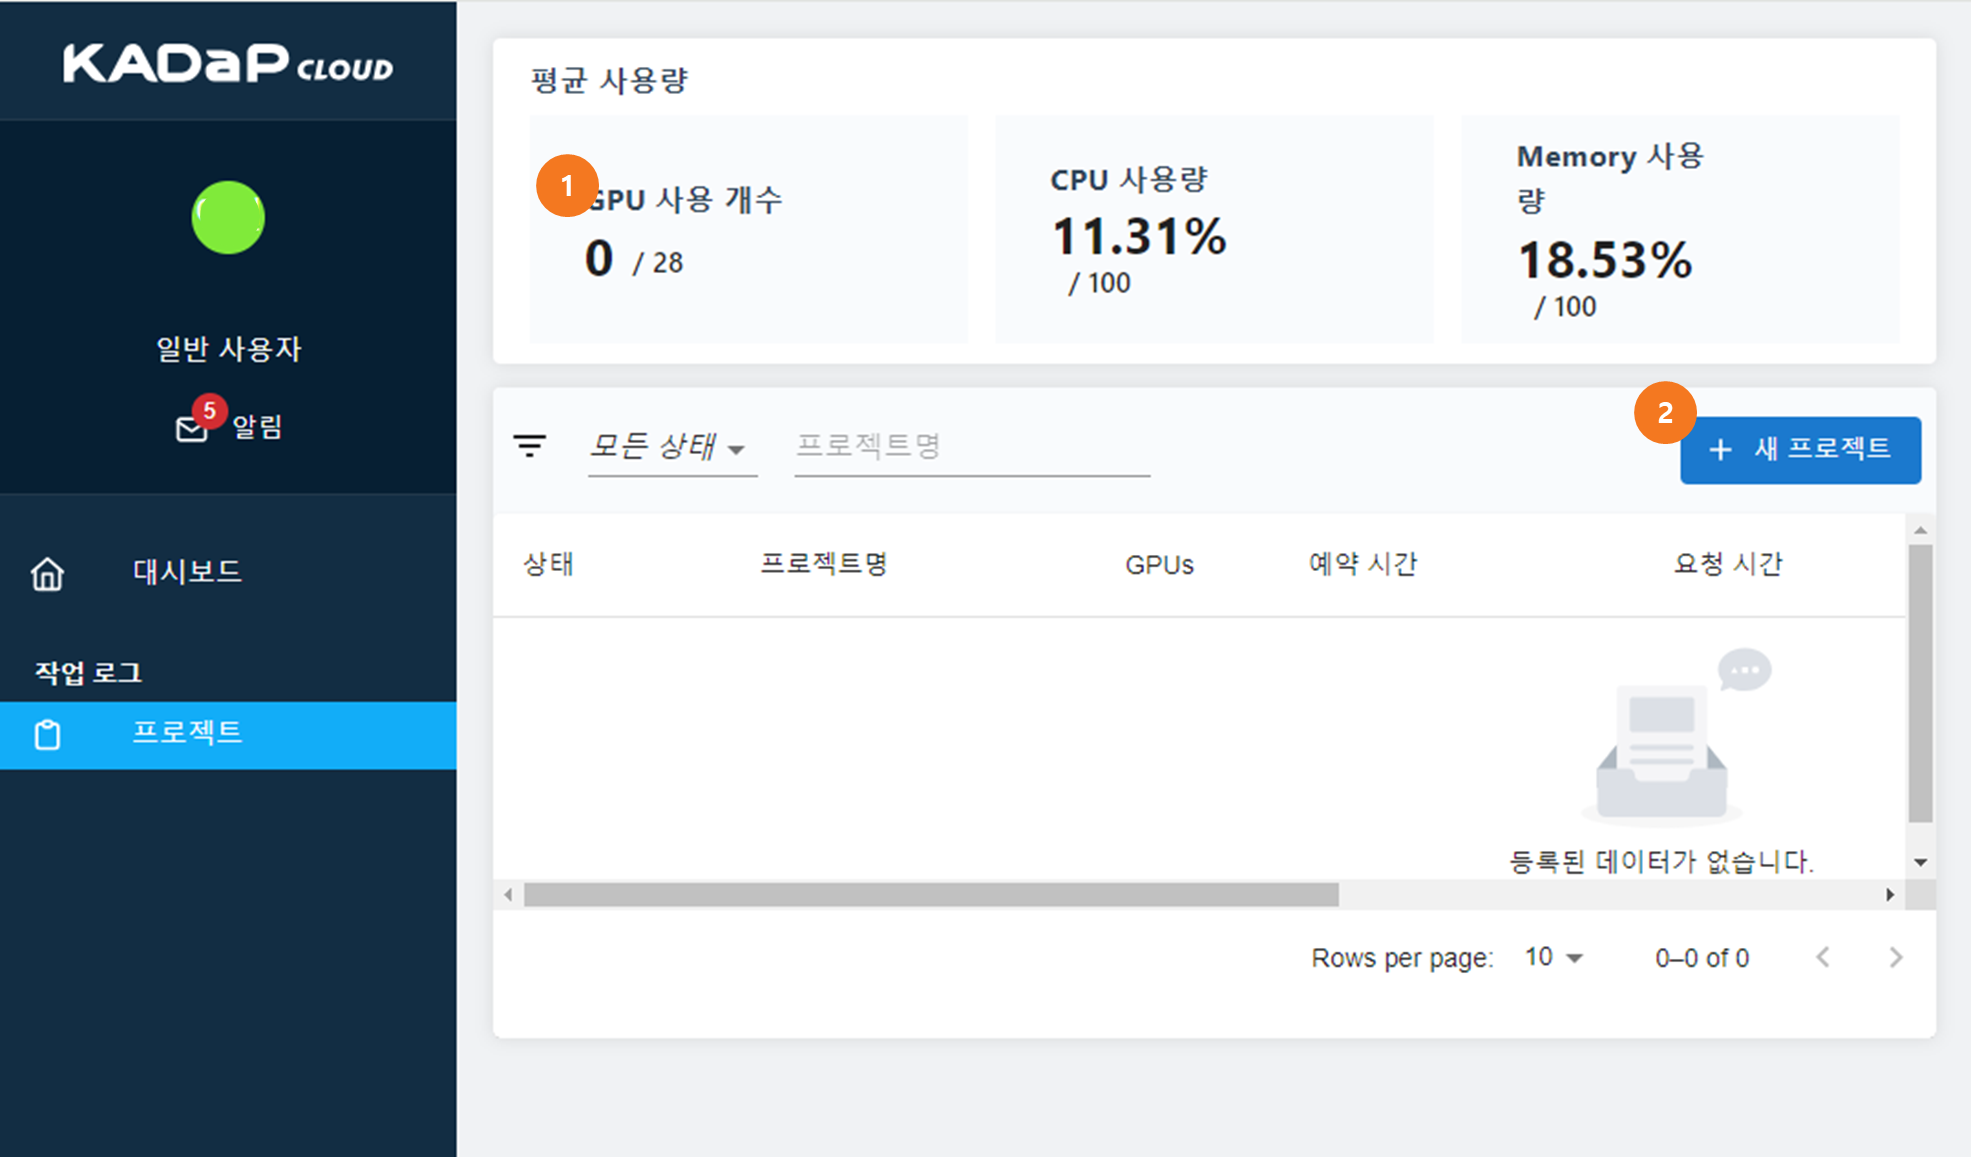 KADaP CLOUD
일반 사용자
5
알림
대시보드
작업 로그
프로젝트
평균 사용량
1
GPU 사용 개수
0 / 28
CPU 사용량
11.31%
/ 100
Memory 사용
량
18.53%
/ 100
모든 상태
프로젝트명
2
+ 새 프로젝트
상태 프로젝트명 GPUs 예약 시간 요청 시간
등록된 데이터가 없습니다.
Rows per page: 10 0–0 of 0